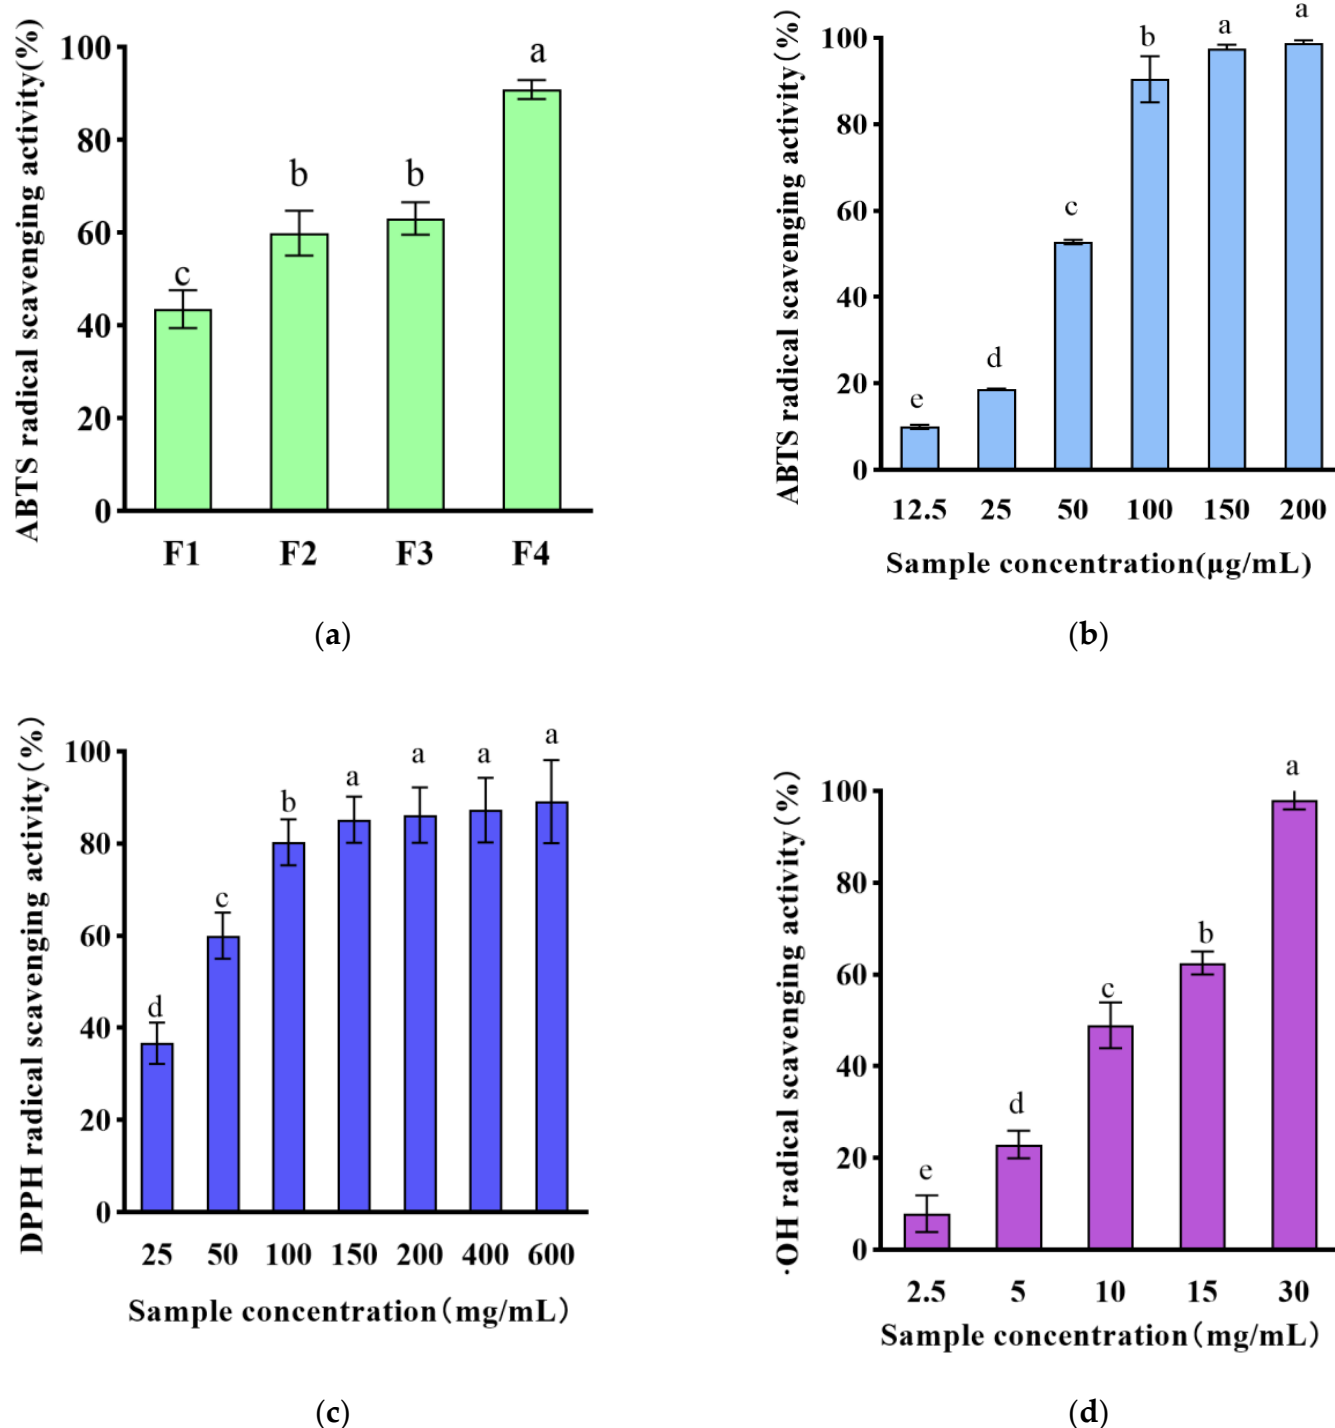 ABTS radical scavenging activity(%)
100
80
60
40
20
0
c
b
b
a
F1 F2 F3 F4
(a)
ABTS radical scavenging activity(%)
100
80
60
40
20
0
e
d
c
b
a
a
12.5 25 50 100 150 200
Sample concentration(μg/mL)
(b)
DPPH radical scavenging activity(%)
100
80
60
40
20
0
d
c
b
a
a
a
a
25 50 100 150 200 400 600
Sample concentration(mg/mL)
(c)
·OH radical scavenging activity(%)
100
80
60
40
20
0
e
d
c
b
a
2.5 5 10 15 30
Sample concentration(mg/mL)
(d)